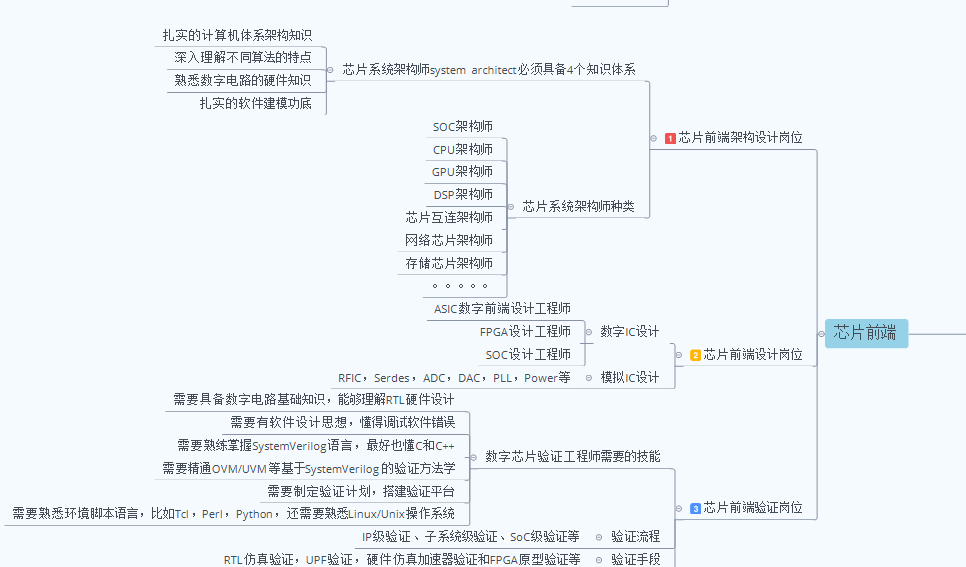 扎实的计算机体系架构知识
深入理解不同算法的特点
熟悉数字电路的硬件知识
扎实的软件建模功底
芯片系统架构师system architect必须具备4个知识体系
SOC架构师
CPU架构师
GPU架构师
DSP架构师
芯片互连架构师
网络芯片架构师
存储芯片架构师
。。。。。
芯片系统架构师种类
1 芯片前端架构设计岗位
ASIC数字前端设计工程师
FPGA设计工程师
SOC设计工程师
数字IC设计
RFIC，Serdes，ADC，DAC，PLL，Power等
模拟IC设计
2 芯片前端设计岗位
芯片前端
需要具备数字电路基础知识，能够理解RTL硬件设计
需要有软件设计思想，懂得调试软件错误
需要熟练掌握SystemVerilog语言，最好也懂C和C++
需要精通OVM/UVM等基于SystemVerilog的验证方法学
需要制定验证计划，搭建验证平台
需要熟悉环境脚本语言，比如Tcl，Perl，Python，还需要熟悉Linux/Unix操作系统
数字芯片验证工程师需要的技能
3 芯片前端验证岗位
IP级验证、子系统级验证、SoC级验证等
验证流程
RTL仿真验证，UPF验证，硬件仿真加速器验证和FPGA原型验证等
验证手段